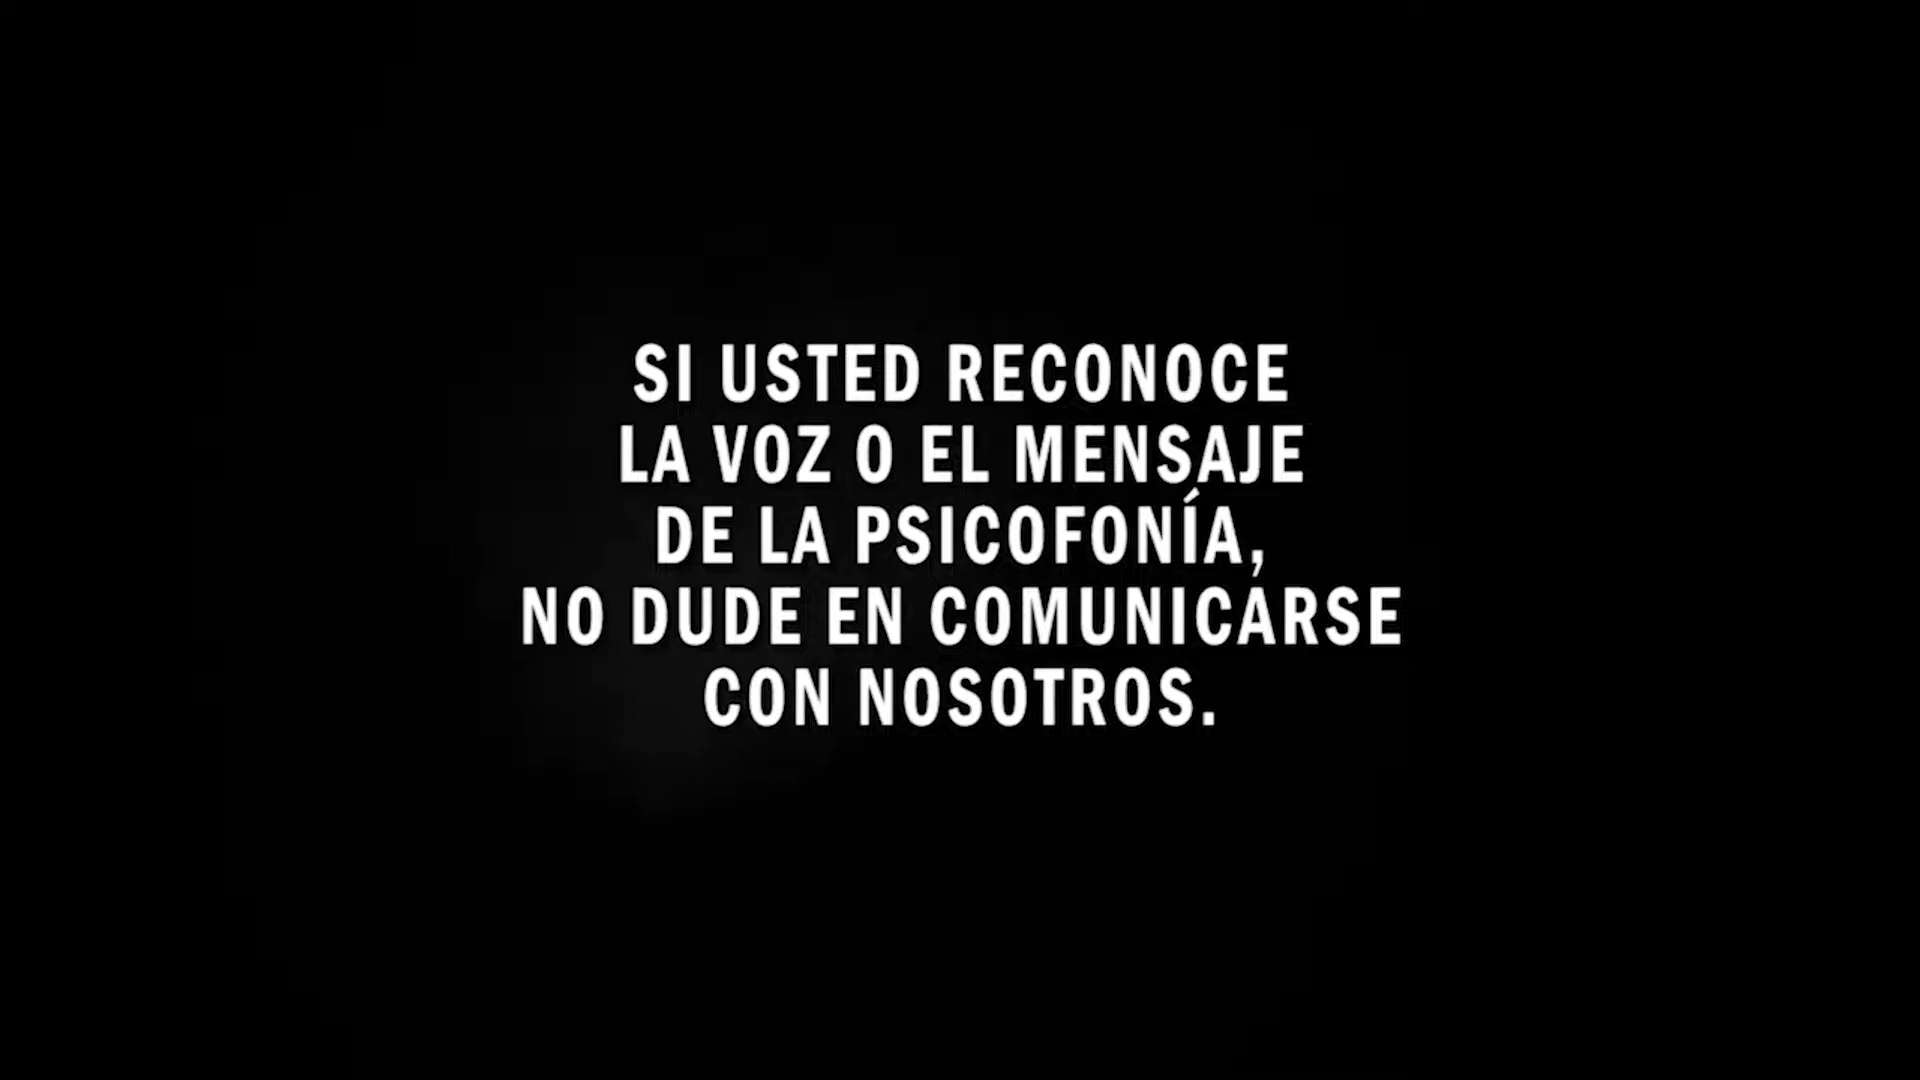 SI USTED RECONOCE
LA VOZ O EL MENSAJE
DE LA PSICOFONÍA,
NO DUDE EN COMUNICARSE
CON NOSOTROS.